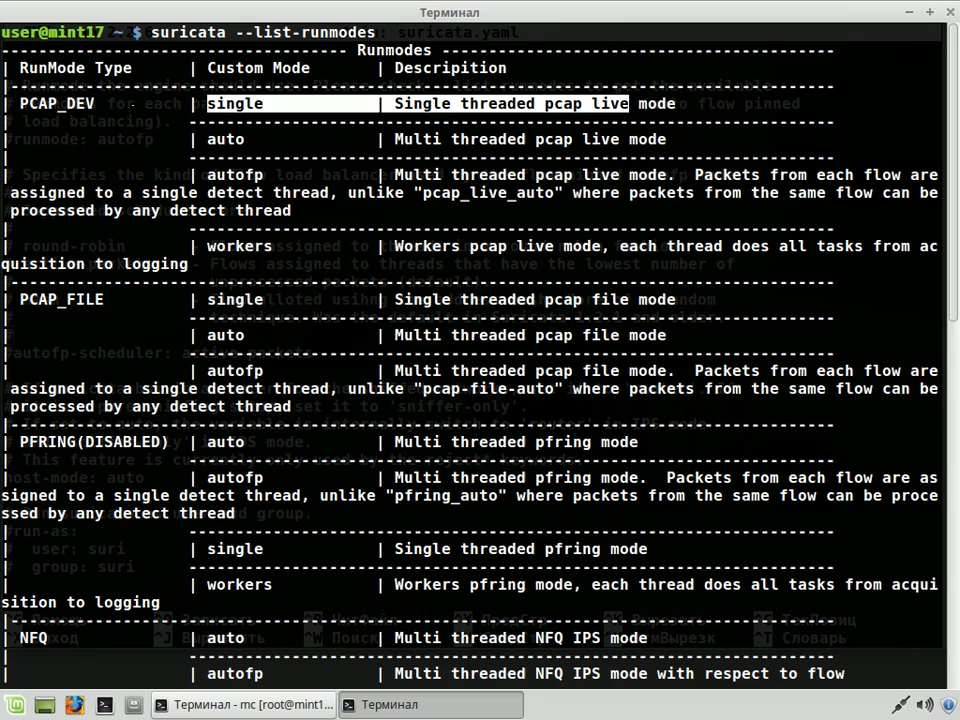 Терминал
user@mint17 ~ $ suricata --list-runmodes
------------------------------------- Runmodes ------------------------------------------
| RunMode Type      | Custom Mode       | Descripition
|----------------------------------------------------------------------------------------
| PCAP_DEV          | single            | Single threaded pcap live mode
|                   ---------------------------------------------------------------------
|                   | auto              | Multi threaded pcap live mode
|                   ---------------------------------------------------------------------
|                   | autofp            | Multi threaded pcap live mode.  Packets from each flow are
assigned to a single detect thread, unlike "pcap_live_auto" where packets from the same flow can be
processed by any detect thread
|                   ---------------------------------------------------------------------
|                   | workers           | Workers pcap live mode, each thread does all tasks from ac
quisition to logging
|----------------------------------------------------------------------------------------
| PCAP_FILE         | single            | Single threaded pcap file mode
|                   ---------------------------------------------------------------------
|                   | auto              | Multi threaded pcap file mode
|                   ---------------------------------------------------------------------
|                   | autofp            | Multi threaded pcap file mode.  Packets from each flow are
assigned to a single detect thread, unlike "pcap-file-auto" where packets from the same flow can be
processed by any detect thread
|----------------------------------------------------------------------------------------
| PFRING(DISABLED)  | auto              | Multi threaded pfring mode
|                   ---------------------------------------------------------------------
|                   | autofp            | Multi threaded pfring mode.  Packets from each flow are as
signed to a single detect thread, unlike "pfring_auto" where packets from the same flow can be proce
ssed by any detect thread
|                   ---------------------------------------------------------------------
|                   | single            | Single threaded pfring mode
|                   ---------------------------------------------------------------------
|                   | workers           | Workers pfring mode, each thread does all tasks from acqui
sition to logging
|----------------------------------------------------------------------------------------
| NFQ               | auto              | Multi threaded NFQ IPS mode
|                   ---------------------------------------------------------------------
|                   | autofp            | Multi threaded NFQ IPS mode with respect to flow
Терминал - mc [root@mint1...
Терминал